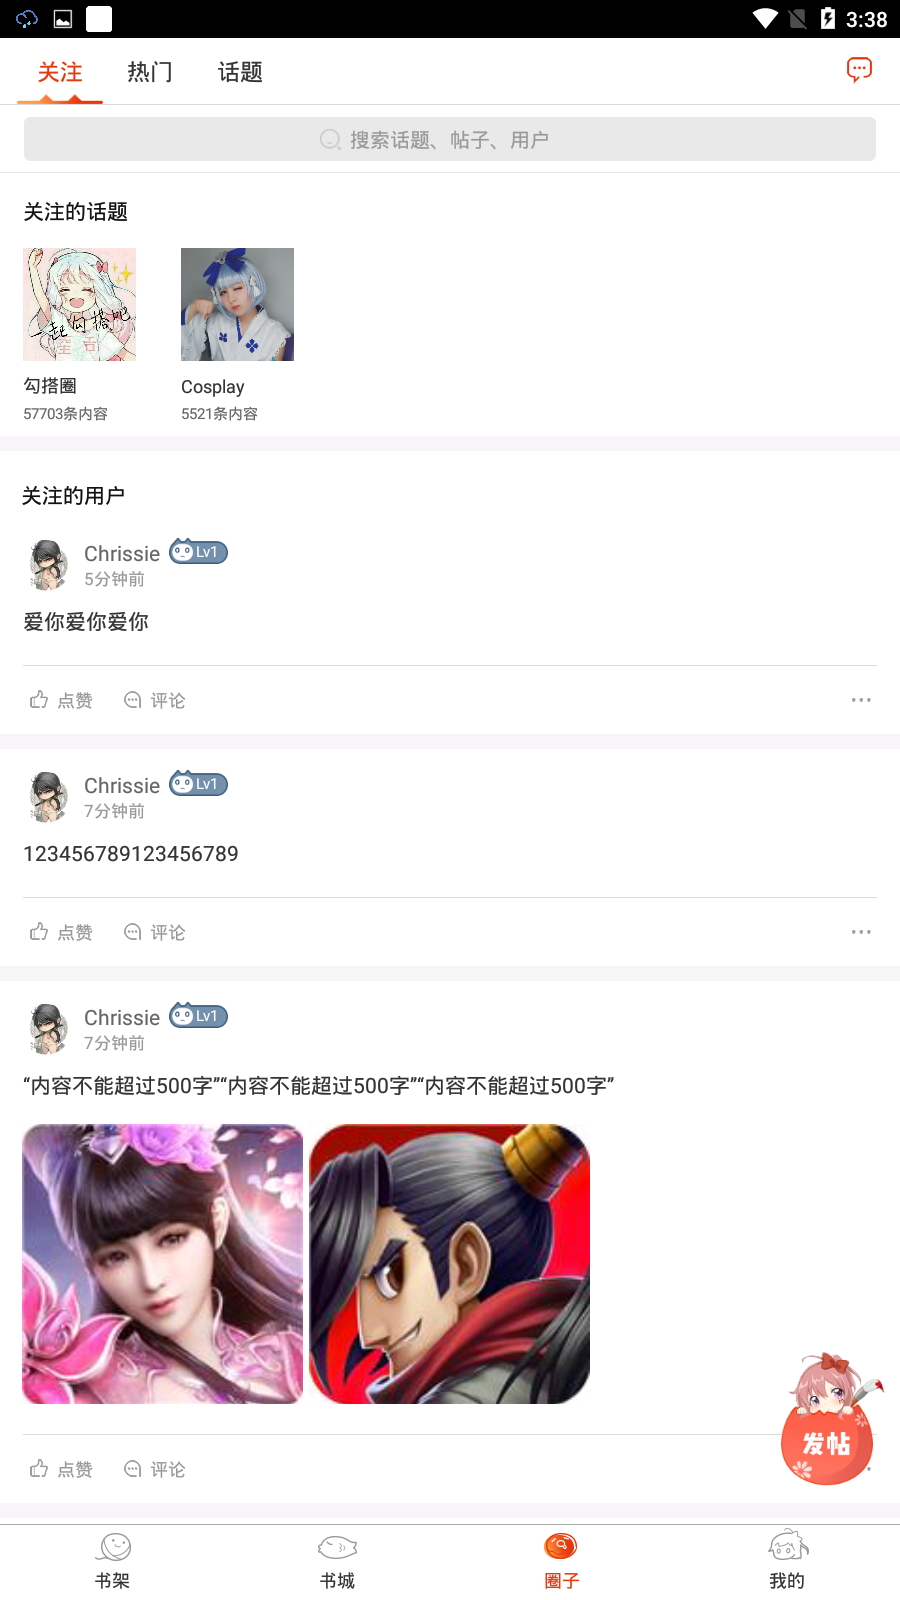 3:38
关注 热门 话题
搜索话题、帖子、用户
关注的话题
一起勾搭吧
勾搭圈
57703条内容
Cosplay
5521条内容
关注的用户
Chrissie Lv1
5分钟前
爱你爱你爱你
点赞 评论
Chrissie Lv1
7分钟前
123456789123456789
点赞 评论
Chrissie Lv1
7分钟前
“内容不能超过500字”“内容不能超过500字”“内容不能超过500字”
发帖
点赞 评论
书架 书城 圈子 我的